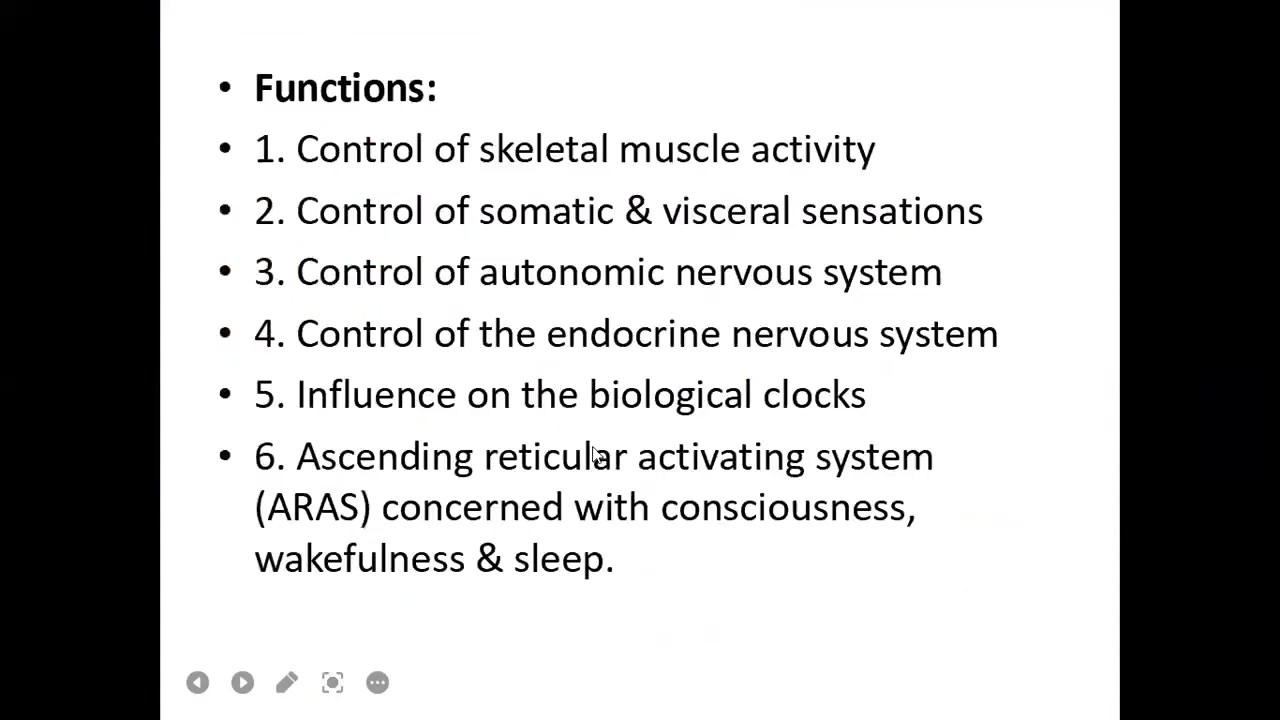 • Functions:
• 1. Control of skeletal muscle activity
• 2. Control of somatic & visceral sensations
• 3. Control of autonomic nervous system
• 4. Control of the endocrine nervous system
• 5. Influence on the biological clocks
• 6. Ascending reticular activating system
(ARAS) concerned with consciousness,
wakefulness & sleep.